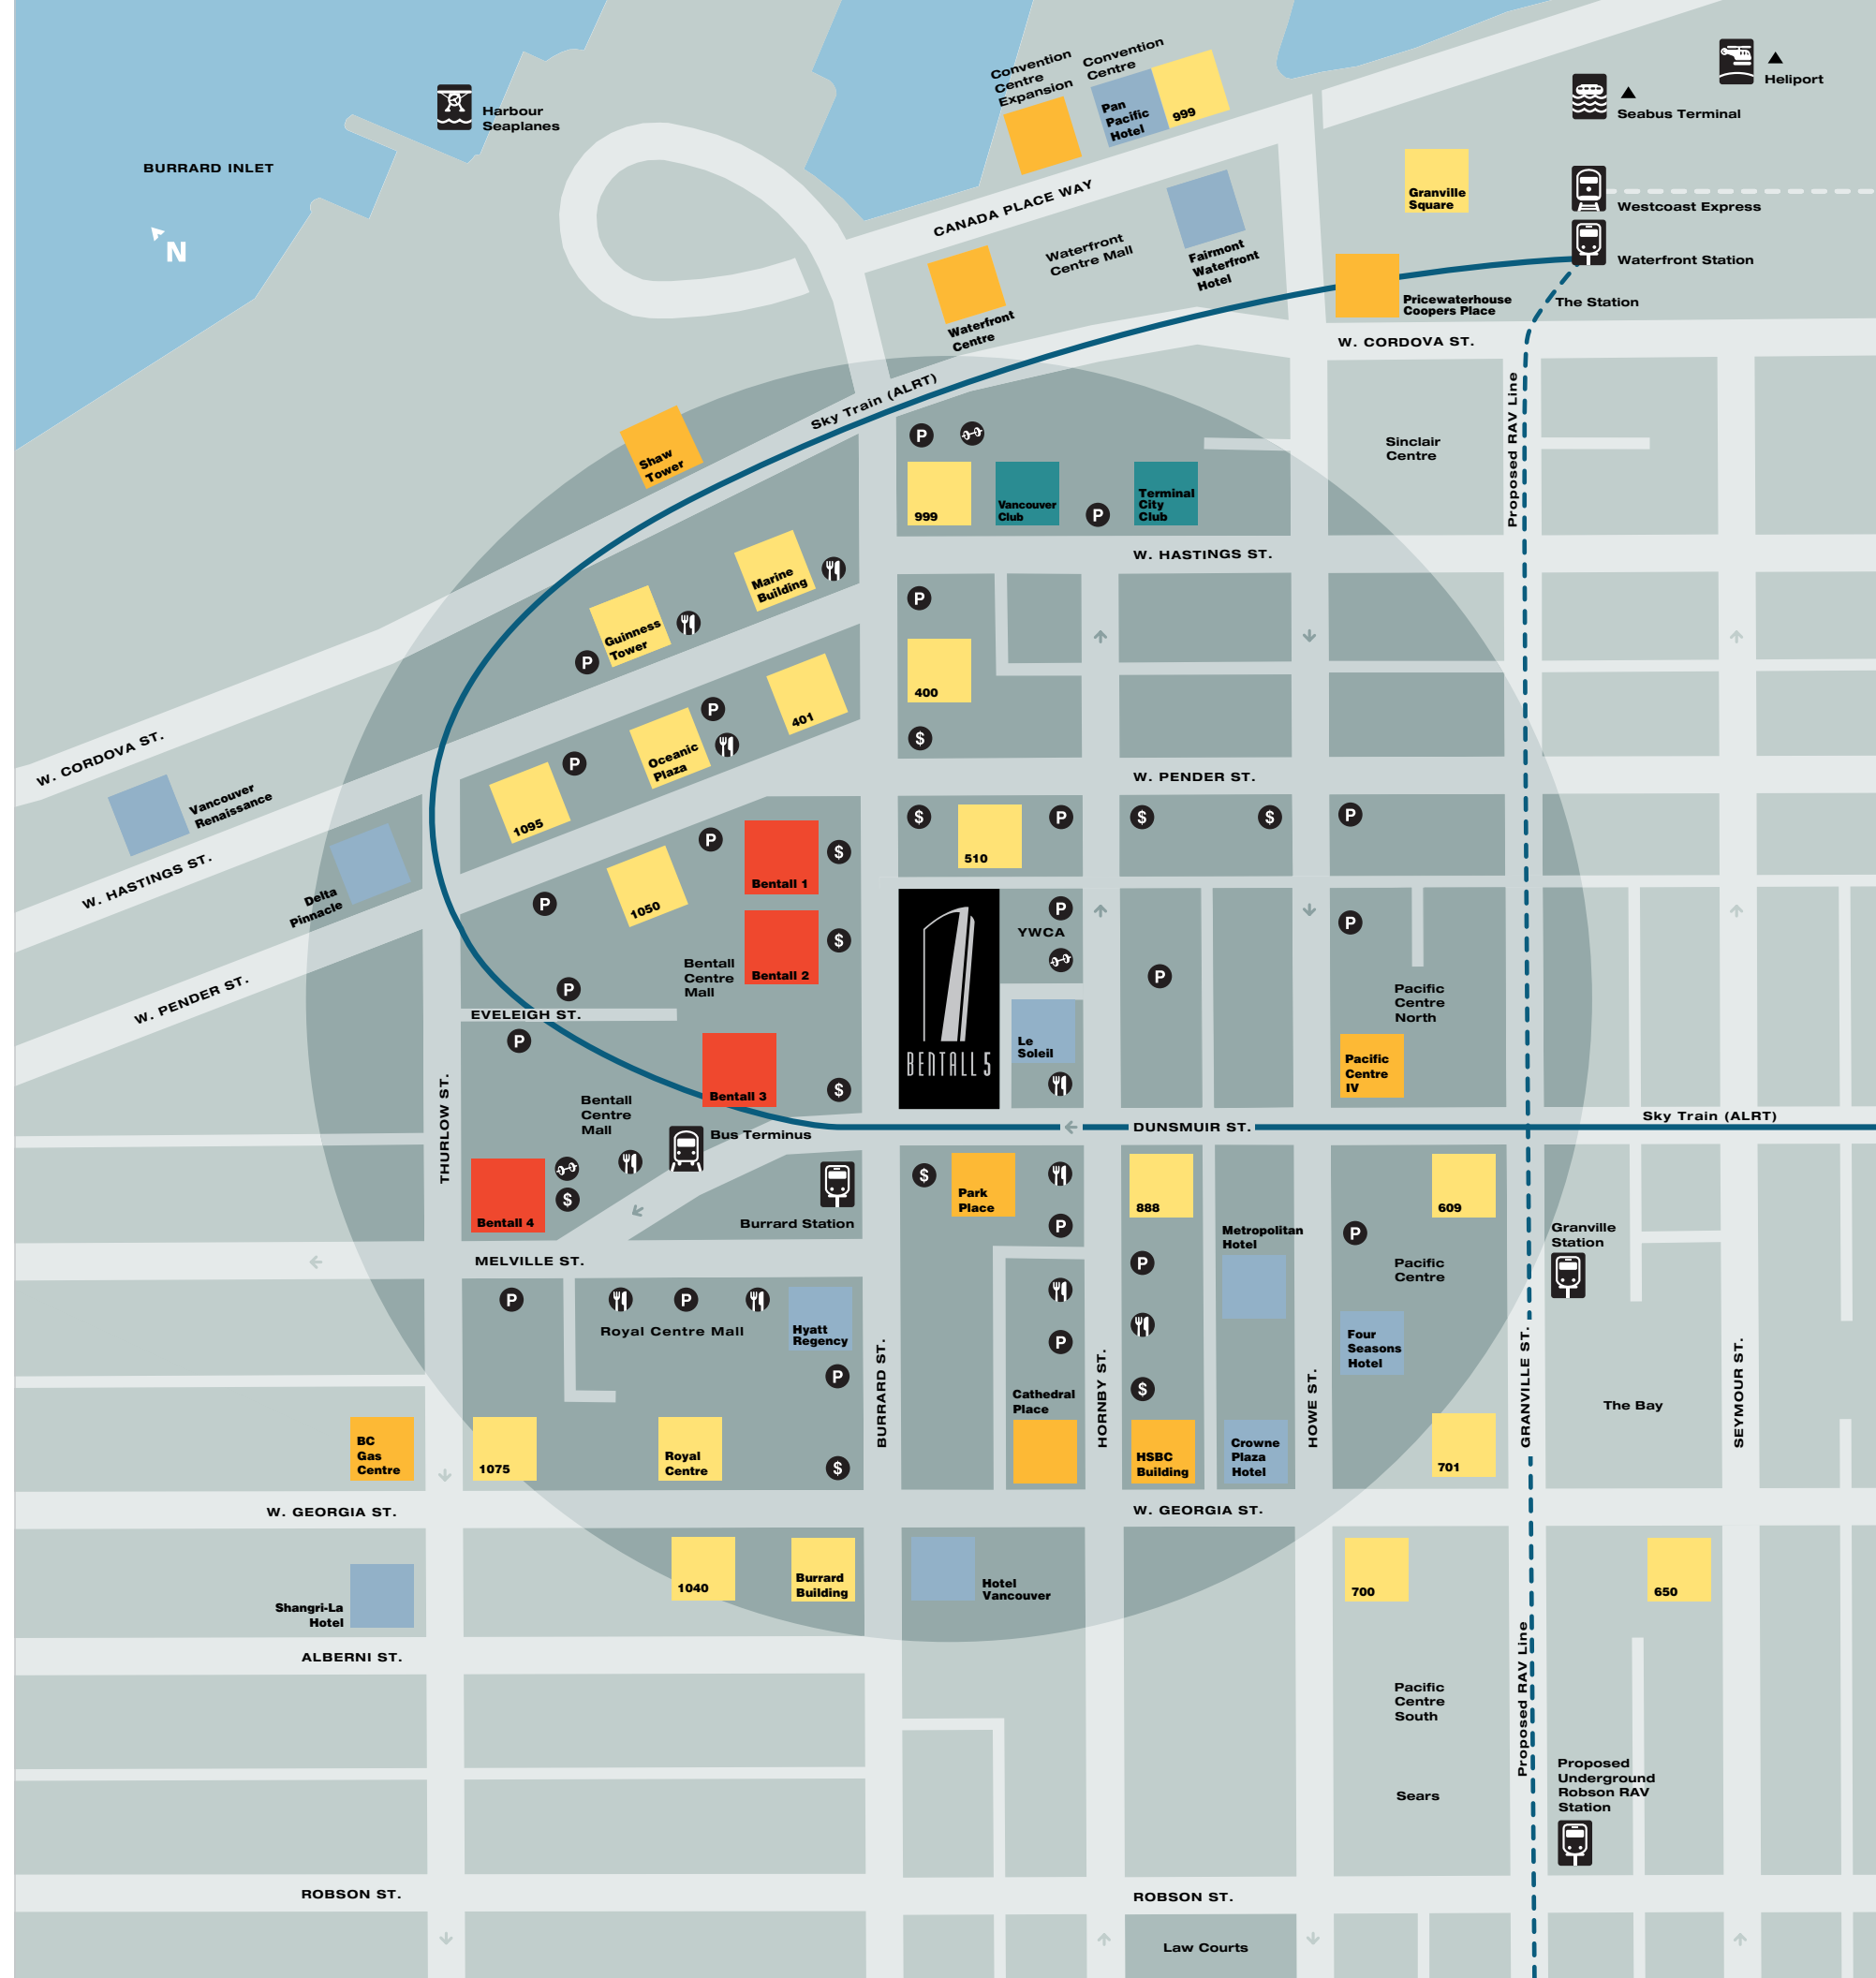 Convention
Centre
Expansion
Convention
Centre
Pan
Pacific
Hotel
999
Heliport
Seabus Terminal
Harbour
Seaplanes
BURRARD INLET
N
Granville
Square
Westcoast Express
Waterfront Station
The Station
CANADA PLACE WAY
Waterfront
Centre Mall
Fairmont
Waterfront
Hotel
Waterfront
Centre
Pricewaterhouse
Coopers Place
W. CORDOVA ST.
Sky Train (ALRT)
Proposed RAV Line
Sinclair
Centre
Shaw
Tower
P
999
Vancouver
Club
P
Terminal
City
Club
W. HASTINGS ST.
Marine
Building
Guinness
Tower
P
P
400
$
401
P
Oceanic
Plaza
P
1095
W. CORDOVA ST.
Vancouver
Renaissance
W. HASTINGS ST.
Delta
Pinnacle
W. PENDER ST.
W. PENDER ST.
$
510
P
$
$
P
P
Bentall 1
$
1050
P
Bentall 2
$
Bentall
Centre
Mall
P
EVELEIGH ST.
P
Bentall 3
$
BENTALL 5
P
YWCA
Le
Soleil
P
P
Pacific
Centre
North
Pacific
Centre
IV
THURLOW ST.
Bentall
Centre
Mall
Bus Terminus
DUNSMUIR ST.
Sky Train (ALRT)
Bentall 4
$
Burrard Station
MELVILLE ST.
$
Park
Place
P
888
P
Metropolitan
Hotel
609
P
Pacific
Centre
Granville
Station
P
P
Royal Centre Mall
Hyatt
Regency
P
BURRARD ST.
P
Cathedral
Place
HORNBY ST.
$
HSBC
Building
Crowne
Plaza
Hotel
HOWE ST.
Four
Seasons
Hotel
701
GRANVILLE ST.
The Bay
SEYMOUR ST.
BC
Gas
Centre
1075
Royal
Centre
$
W. GEORGIA ST.
W. GEORGIA ST.
Shangri-La
Hotel
1040
Burrard
Building
Hotel
Vancouver
700
650
ALBERNI ST.
Pacific
Centre
South
Proposed RAV Line
Sears
Proposed
Underground
Robson RAV
Station
ROBSON ST.
ROBSON ST.
Law Courts